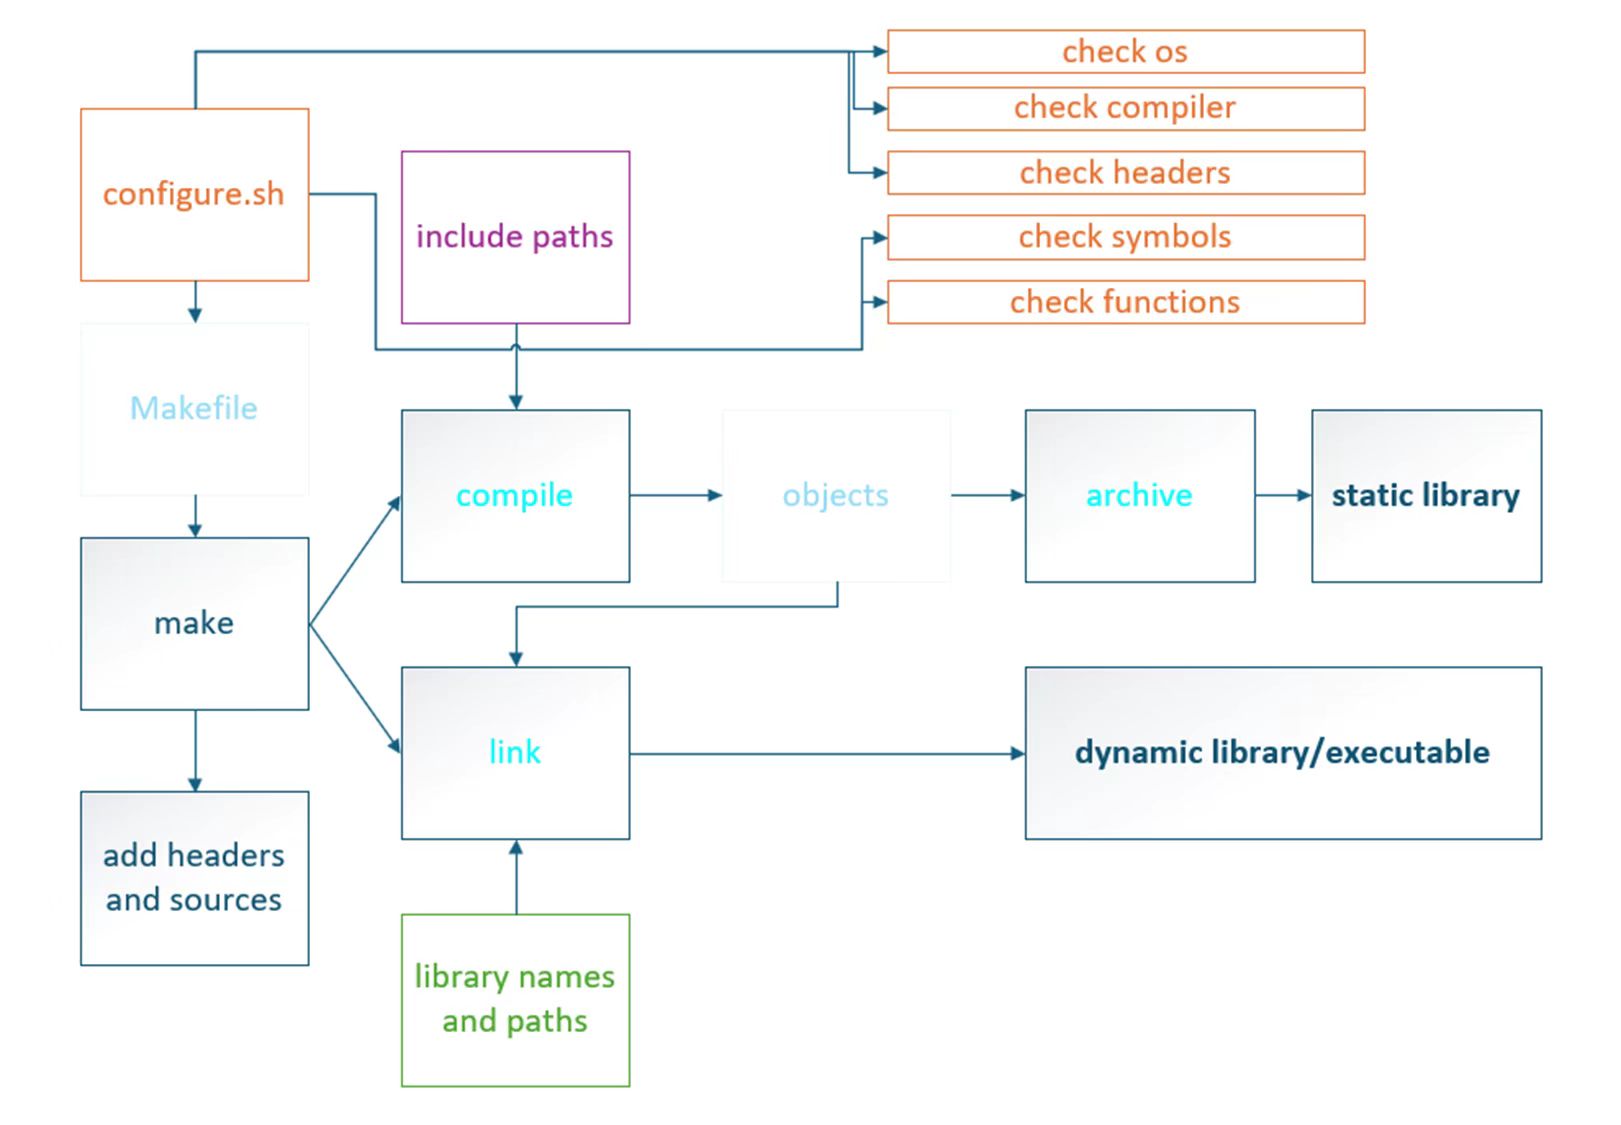 check os
check compiler
check headers
check symbols
check functions
configure.sh
include paths
Makefile
compile
objects
archive
static library
make
link
dynamic library/executable
add headers
and sources
library names
and paths